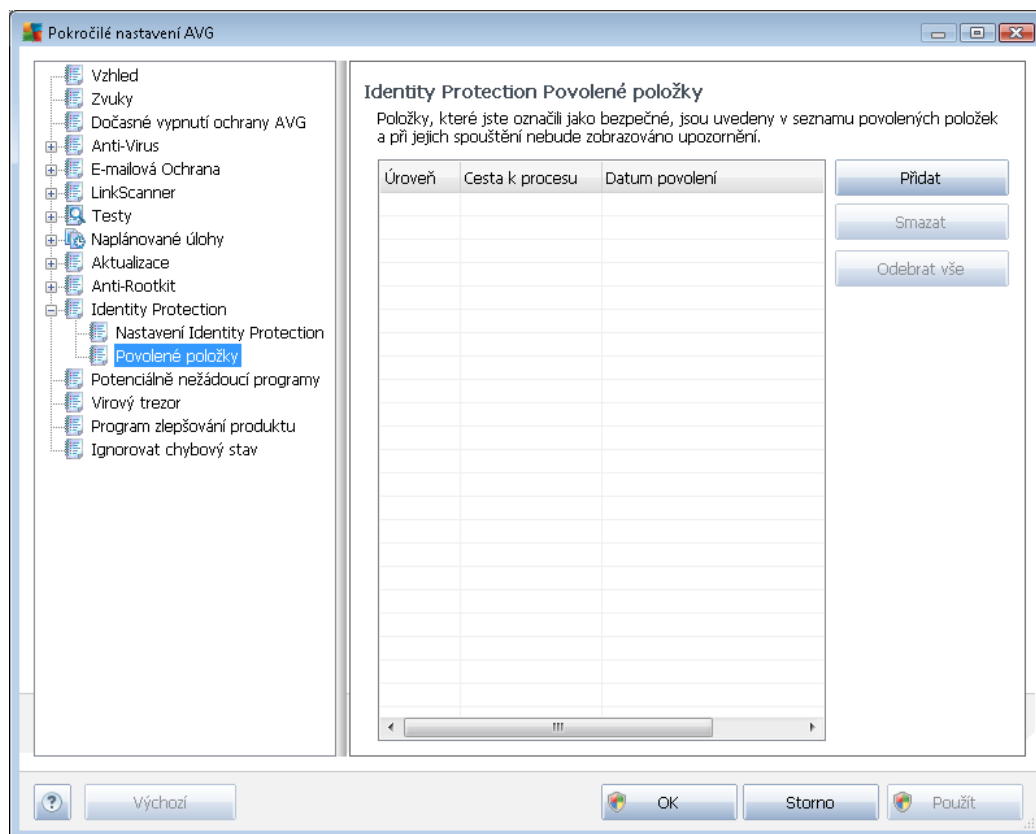 Pokročilé nastavení AVG
Vzhled
Zvuky
Dočasné vypnutí ochrany AVG
Anti-Virus
E-mailová Ochrana
LinkScanner
Testy
Naplánované úlohy
Aktualizace
Anti-Rootkit
Identity Protection
Nastavení Identity Protection
Povolené položky
Potenciálně nežádoucí programy
Virový trezor
Program zlepšování produktu
Ignorovat chybový stav
Identity Protection Povolené položky
Položky, které jste označili jako bezpečné, jsou uvedeny v seznamu povolených položek
a při jejich spouštění nebude zobrazováno upozornění.
Úroveň Cesta k procesu Datum povolení
Přidat
Smazat
Odebrat vše
? Výchozí OK Storno Použít